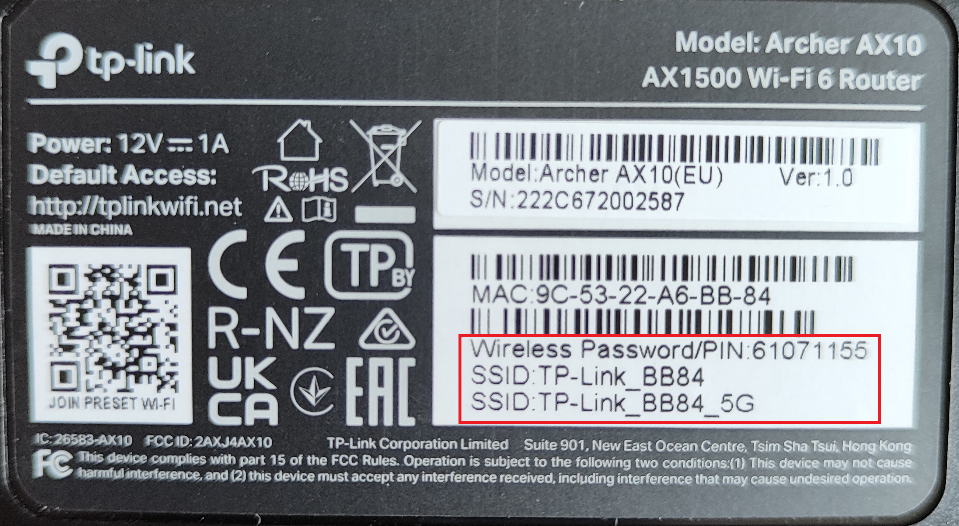 tp-link
Model: Archer AX10
AX1500 Wi-Fi 6 Router
Power: 12V⎓1A
Default Access:
http://tplinkwifi.net
MADE IN CHINA
RoHS
Model:Archer AX10(EU) Ver:1.0
S/N:222C672002587
CE
TP BY
R-NZ
UK
CA
EAC
JOIN PRESET WI-FI
MAC:9C-53-22-A6-BB-84
Wireless Password/PIN:61071155
SSID:TP-Link_BB84
SSID:TP-Link_BB84_5G
IC: 26583-AX10 FCC ID: 2AXJ4AX10 TP-Link Corporation Limited Suite 901, New East Ocean Centre, Tsim Sha Tsui, Hong Kong
FC This device complies with part 15 of the FCC Rules. Operation is subject to the following two conditions:(1) This device may not cause
harmful interference, and (2) this device must accept any interference received, including interference that may cause undesired operation.